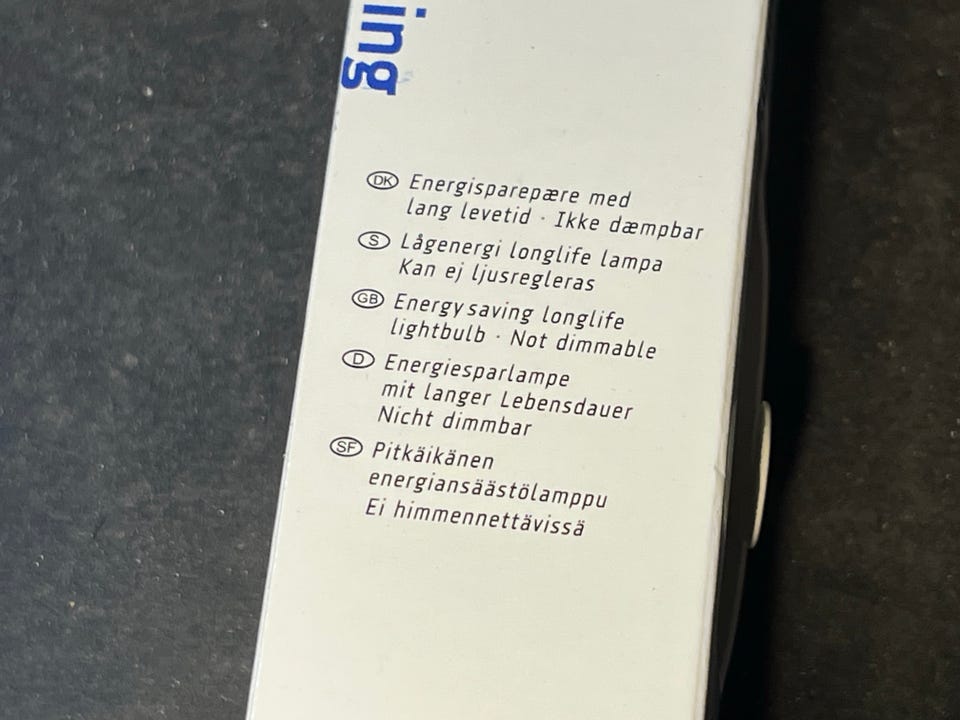 ing
DK Energisparepære med
lang levetid · Ikke dæmpbar
S Lågenergi longlife lampa
Kan ej ljusregleras
GB Energy saving longlife
lightbulb · Not dimmable
D Energiesparlampe
mit langer Lebensdauer
Nicht dimmbar
SF Pitkäikänen
energiansäästölamppu
Ei himmennettävissä